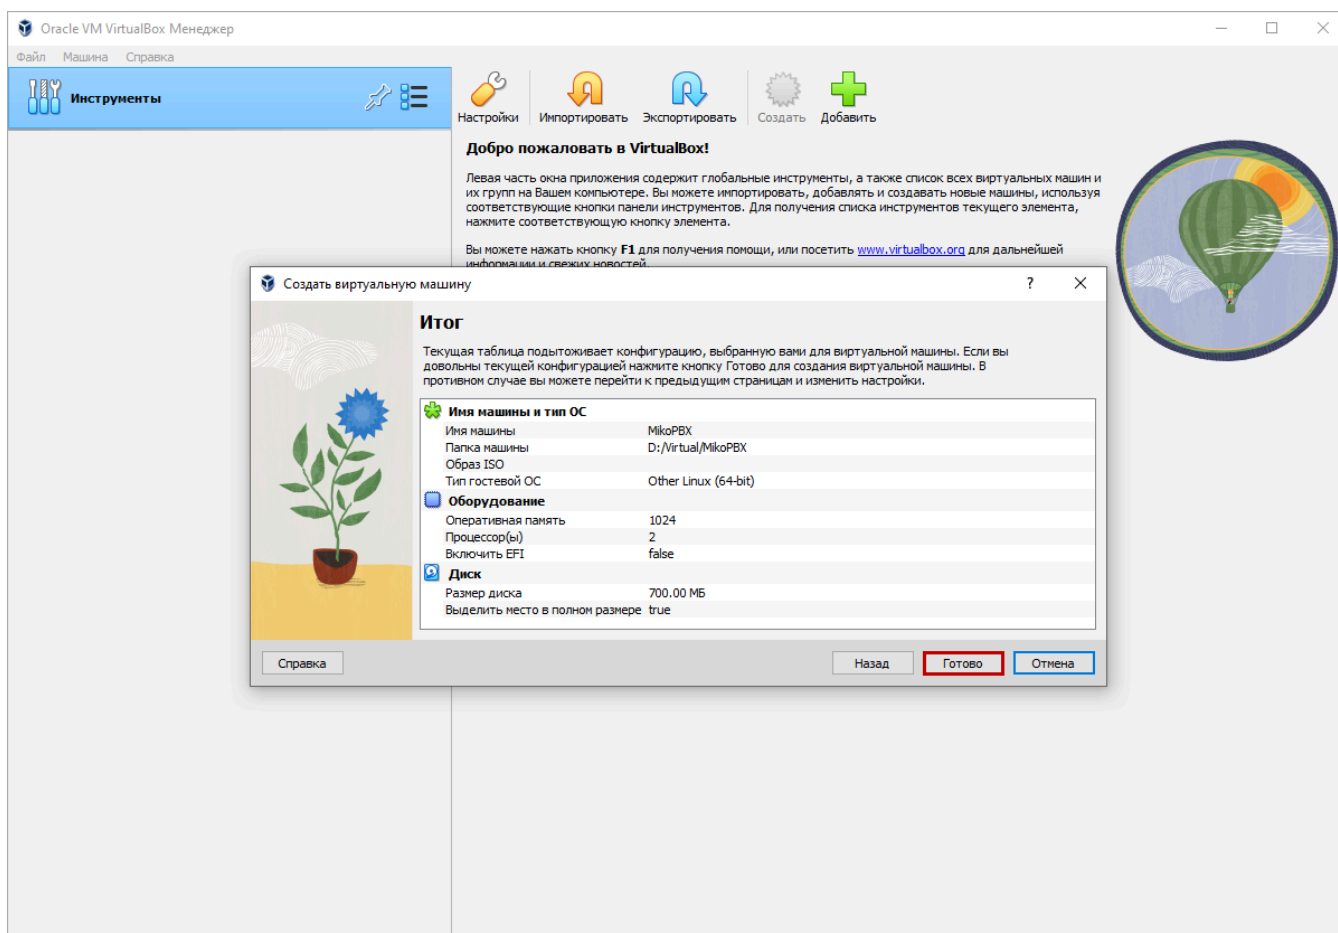 Oracle VM VirtualBox Менеджер
Файл Машина Справка
Инструменты
Настройки Импортировать Экспортировать Создать Добавить
Добро пожаловать в VirtualBox!
Левая часть окна приложения содержит глобальные инструменты, а также список всех виртуальных машин и
их групп на Вашем компьютере. Вы можете импортировать, добавлять и создавать новые машины, используя
соответствующие кнопки панели инструментов. Для получения списка инструментов текущего элемента,
нажмите соответствующую кнопку элемента.
Вы можете нажать кнопку F1 для получения помощи, или посетить www.virtualbox.org для дальнейшей
информации и свежих новостей.
Создать виртуальную машину
Итог
Текущая таблица подытоживает конфигурацию, выбранную вами для виртуальной машины. Если вы
довольны текущей конфигурацией нажмите кнопку Готово для создания виртуальной машины. В
противном случае вы можете перейти к предыдущим страницам и изменить настройки.
Имя машины и тип ОС
Имя машины MikoPBX
Папка машины D:/Virtual/MikoPBX
Образ ISO
Тип гостевой ОС Other Linux (64-bit)
Оборудование
Оперативная память 1024
Процессор(ы) 2
Включить EFI false
Диск
Размер диска 700.00 МБ
Выделить место в полном размере true
Справка Назад Готово Отмена